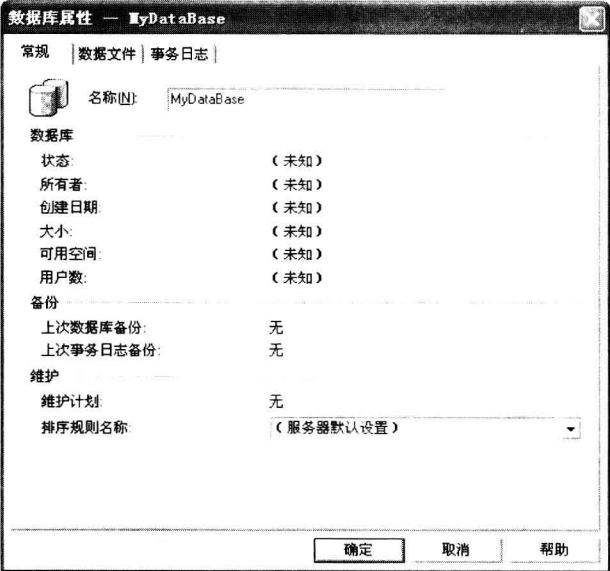 数据库属性 — MyDataBase
常规 数据文件 事务日志
名称(N): MyDataBase
数据库
状态: (未知)
所有者: (未知)
创建日期: (未知)
大小: (未知)
可用空间: (未知)
用户数: (未知)
备份
上次数据库备份: 无
上次事务日志备份: 无
维护
维护计划: 无
排序规则名称: (服务器默认设置)
确定 取消 帮助